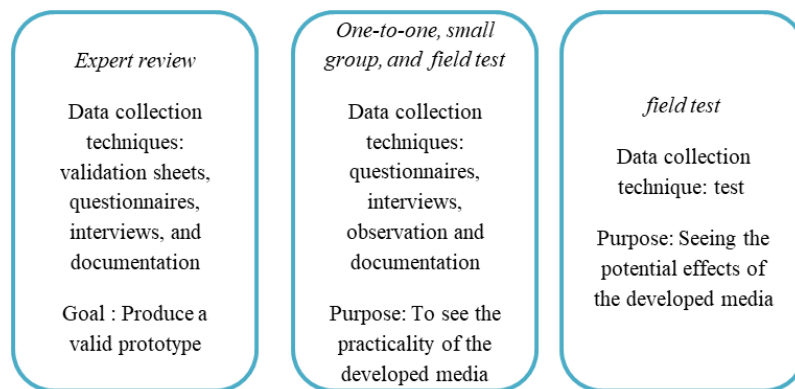 Expert review
Data collection
techniques:
validation sheets,
questionnaires,
interviews, and
documentation
Goal : Produce a
valid prototype
One-to-one, small
group, and field test
Data collection
techniques:
questionnaires,
interviews,
observation and
documentation
Purpose: To see the
practicality of the
developed media
field test
Data collection
technique: test
Purpose: Seeing the
potential effects of
the developed media